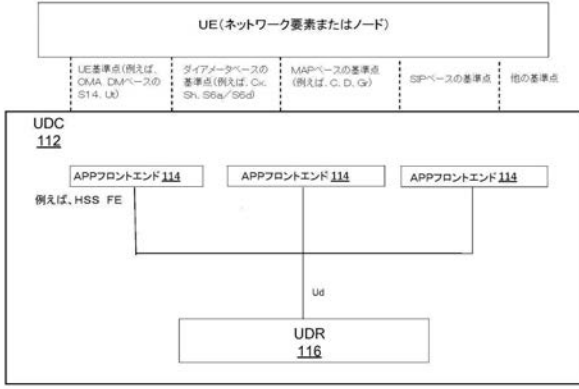 UE(ネットワーク要素またはノード)
UE基準点(例えば、
OMA DMベースの
S14、Ut)
ダイアメータベースの
基準点(例えば、Cx、
Sh、S6a/S6d)
MAPベースの基準点
(例えば、C、D、Gr)
SIPベースの基準点
他の基準点
UDC
112
APPフロントエンド 114
APPフロントエンド 114
APPフロントエンド 114
例えば、HSS FE
Ud
UDR
116